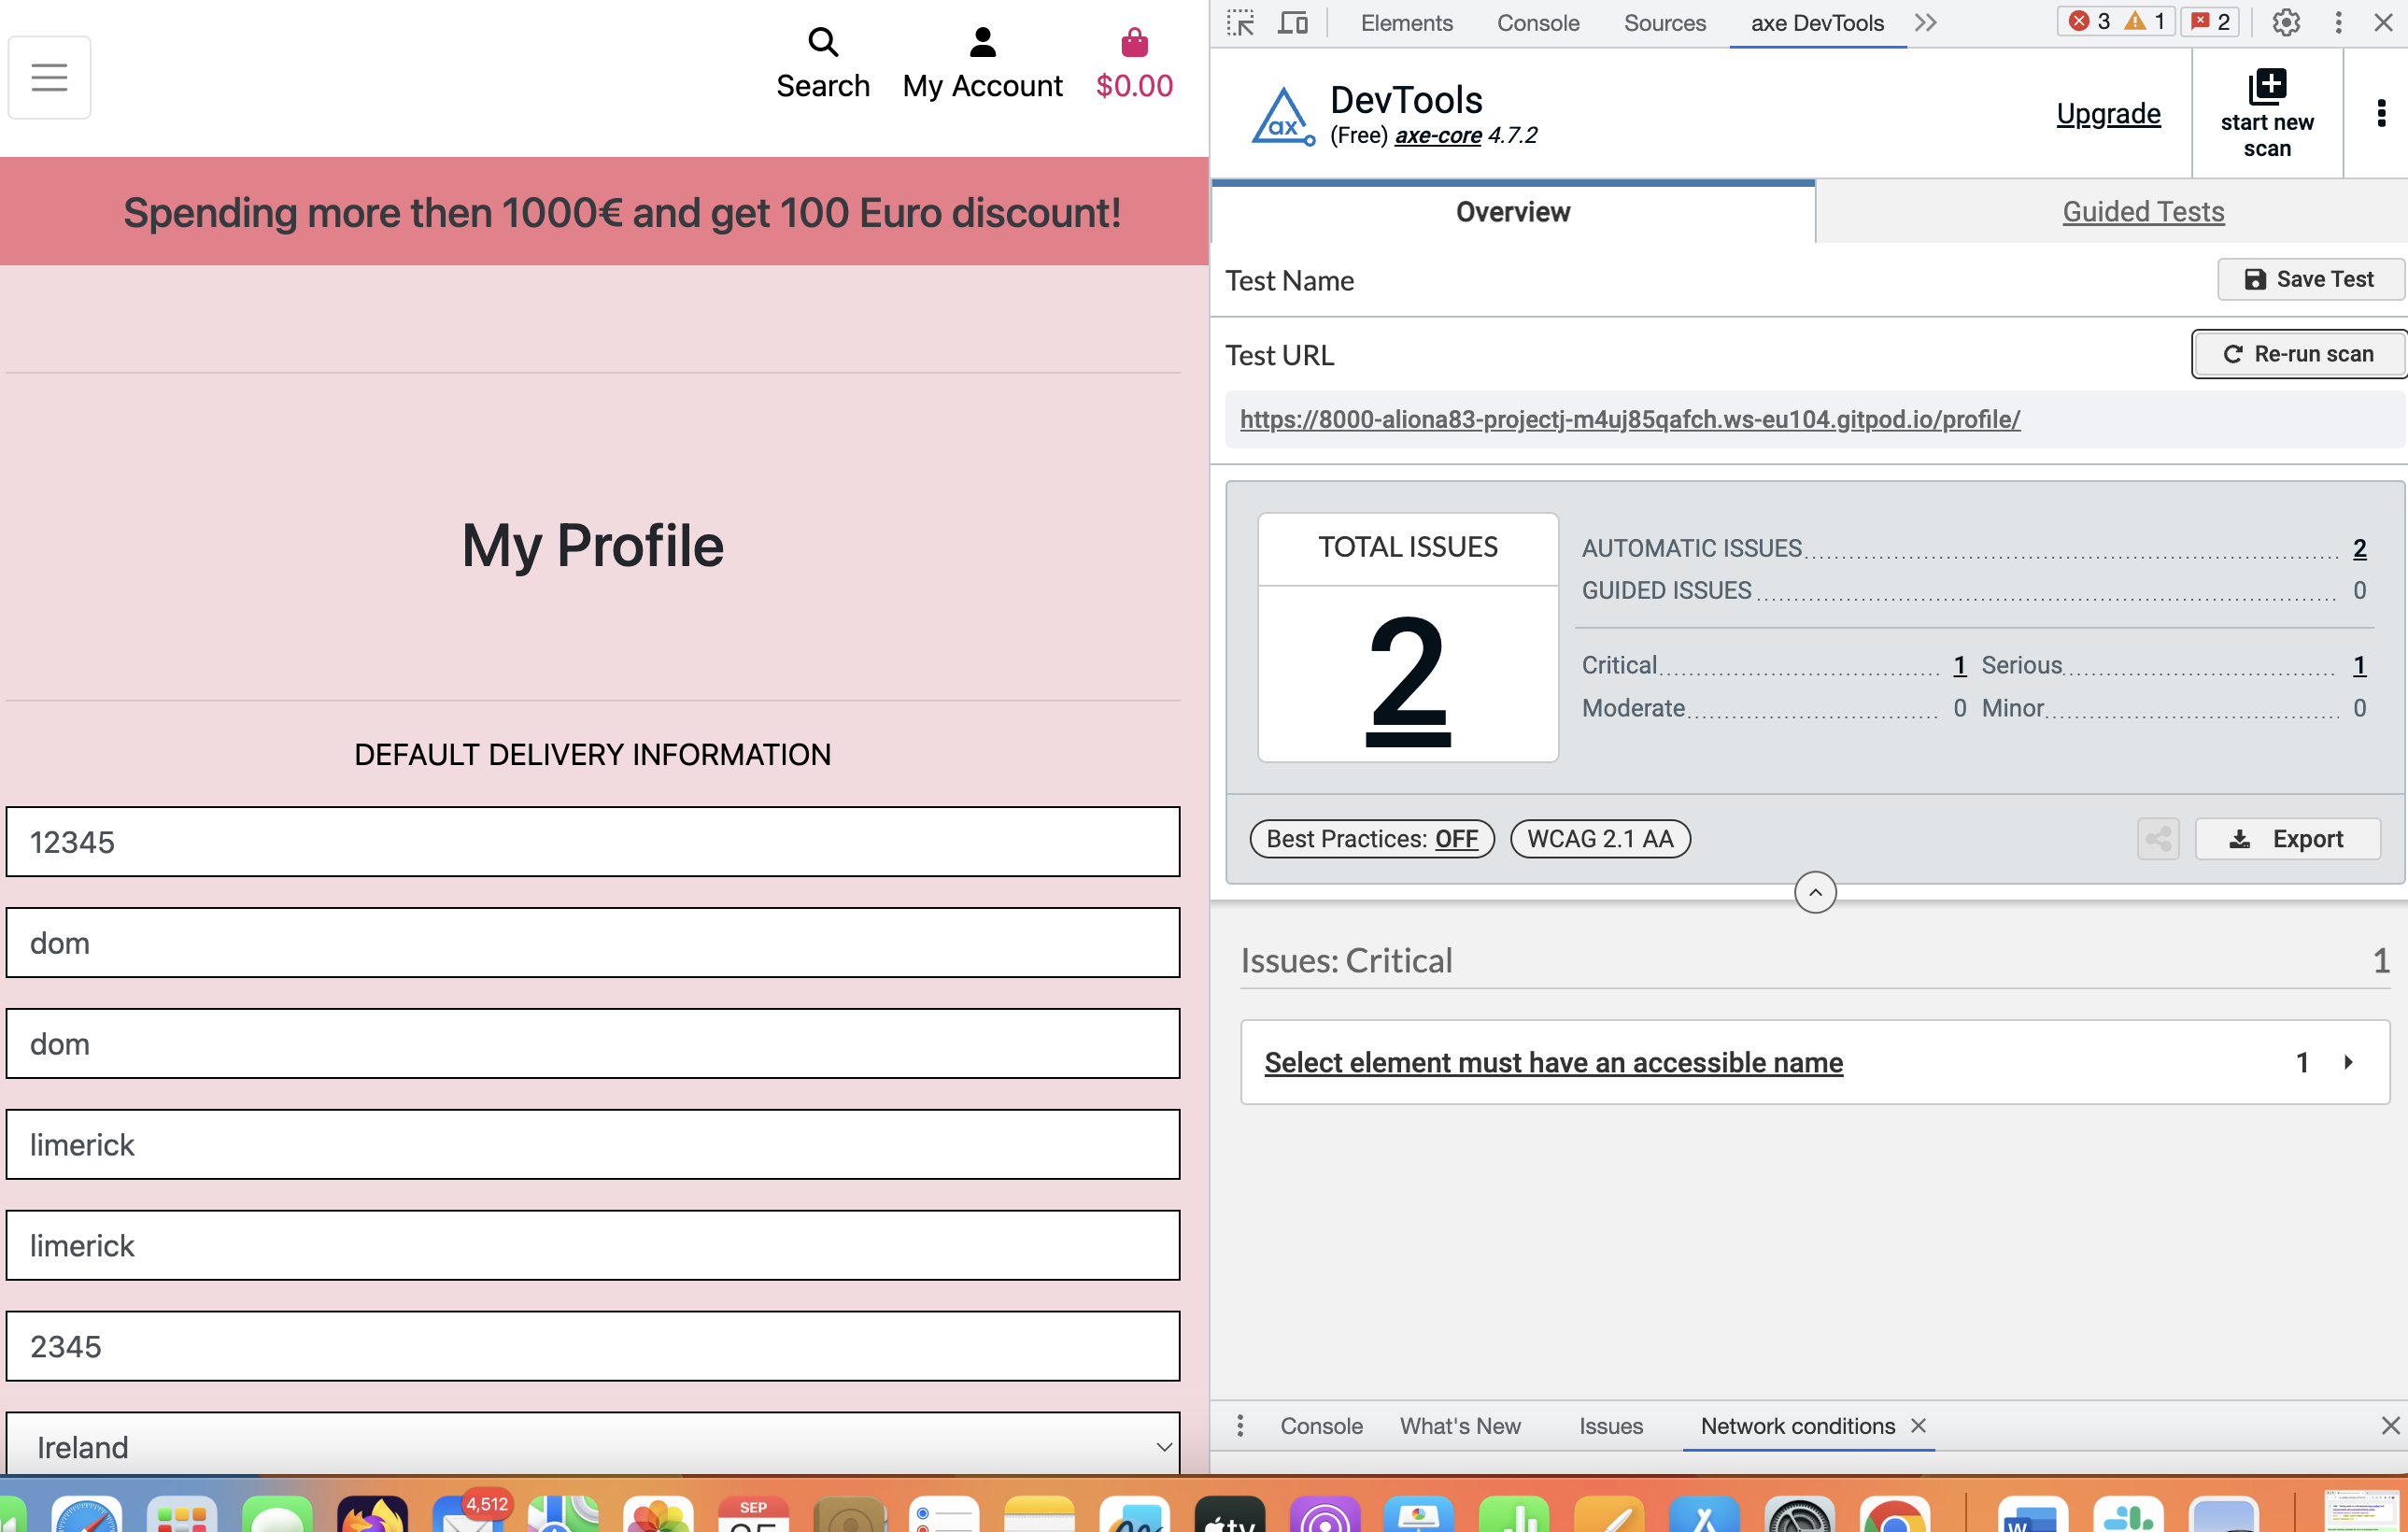 Search
My Account
$0.00
Spending more then 1000€ and get 100 Euro discount!
My Profile
DEFAULT DELIVERY INFORMATION
12345
dom
dom
limerick
limerick
2345
Ireland
Elements
Console
Sources
axe DevTools
3
1
2
ax
DevTools
(Free) axe-core 4.7.2
Upgrade
start new
scan
Overview
Guided Tests
Test Name
Save Test
Test URL
Re-run scan
https://8000-aliona83-projectj-m4uj85qafch.ws-eu104.gitpod.io/profile/
TOTAL ISSUES
2
AUTOMATIC ISSUES 2
GUIDED ISSUES 0
Critical 1 Serious 1
Moderate 0 Minor 0
Best Practices: OFF
WCAG 2.1 AA
Export
Issues: Critical 1
Select element must have an accessible name 1
Console
What's New
Issues
Network conditions
4,512
SEP
tv
W